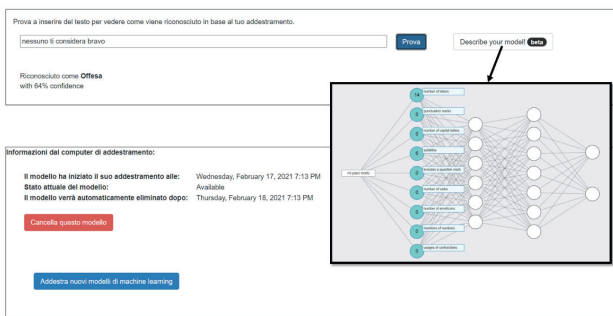 Prova a inserire del testo per vedere come viene riconosciuto in base al tuo addestramento.
nessuno ti considera bravo
Prova
Describe your modell beta
Riconosciuto come Offesa
with 64% confidence
Informazioni dal computer di addestramento:
Il modello ha iniziato il suo addestramento alle: Wednesday, February 17, 2021 7:13 PM
Stato attuale del modello: Available
Il modello verrà automaticamente eliminato dopo: Thursday, February 18, 2021 7:13 PM
Cancella questo modello
Addestra nuovi modelli di machine learning
14 number of letters
0 punctuation marks
0 number of capital letters
6 syllables
0 includes a question mark
0 number of verbs
0 number of emoticons
0 mentions of numbers
0 usages of contractions